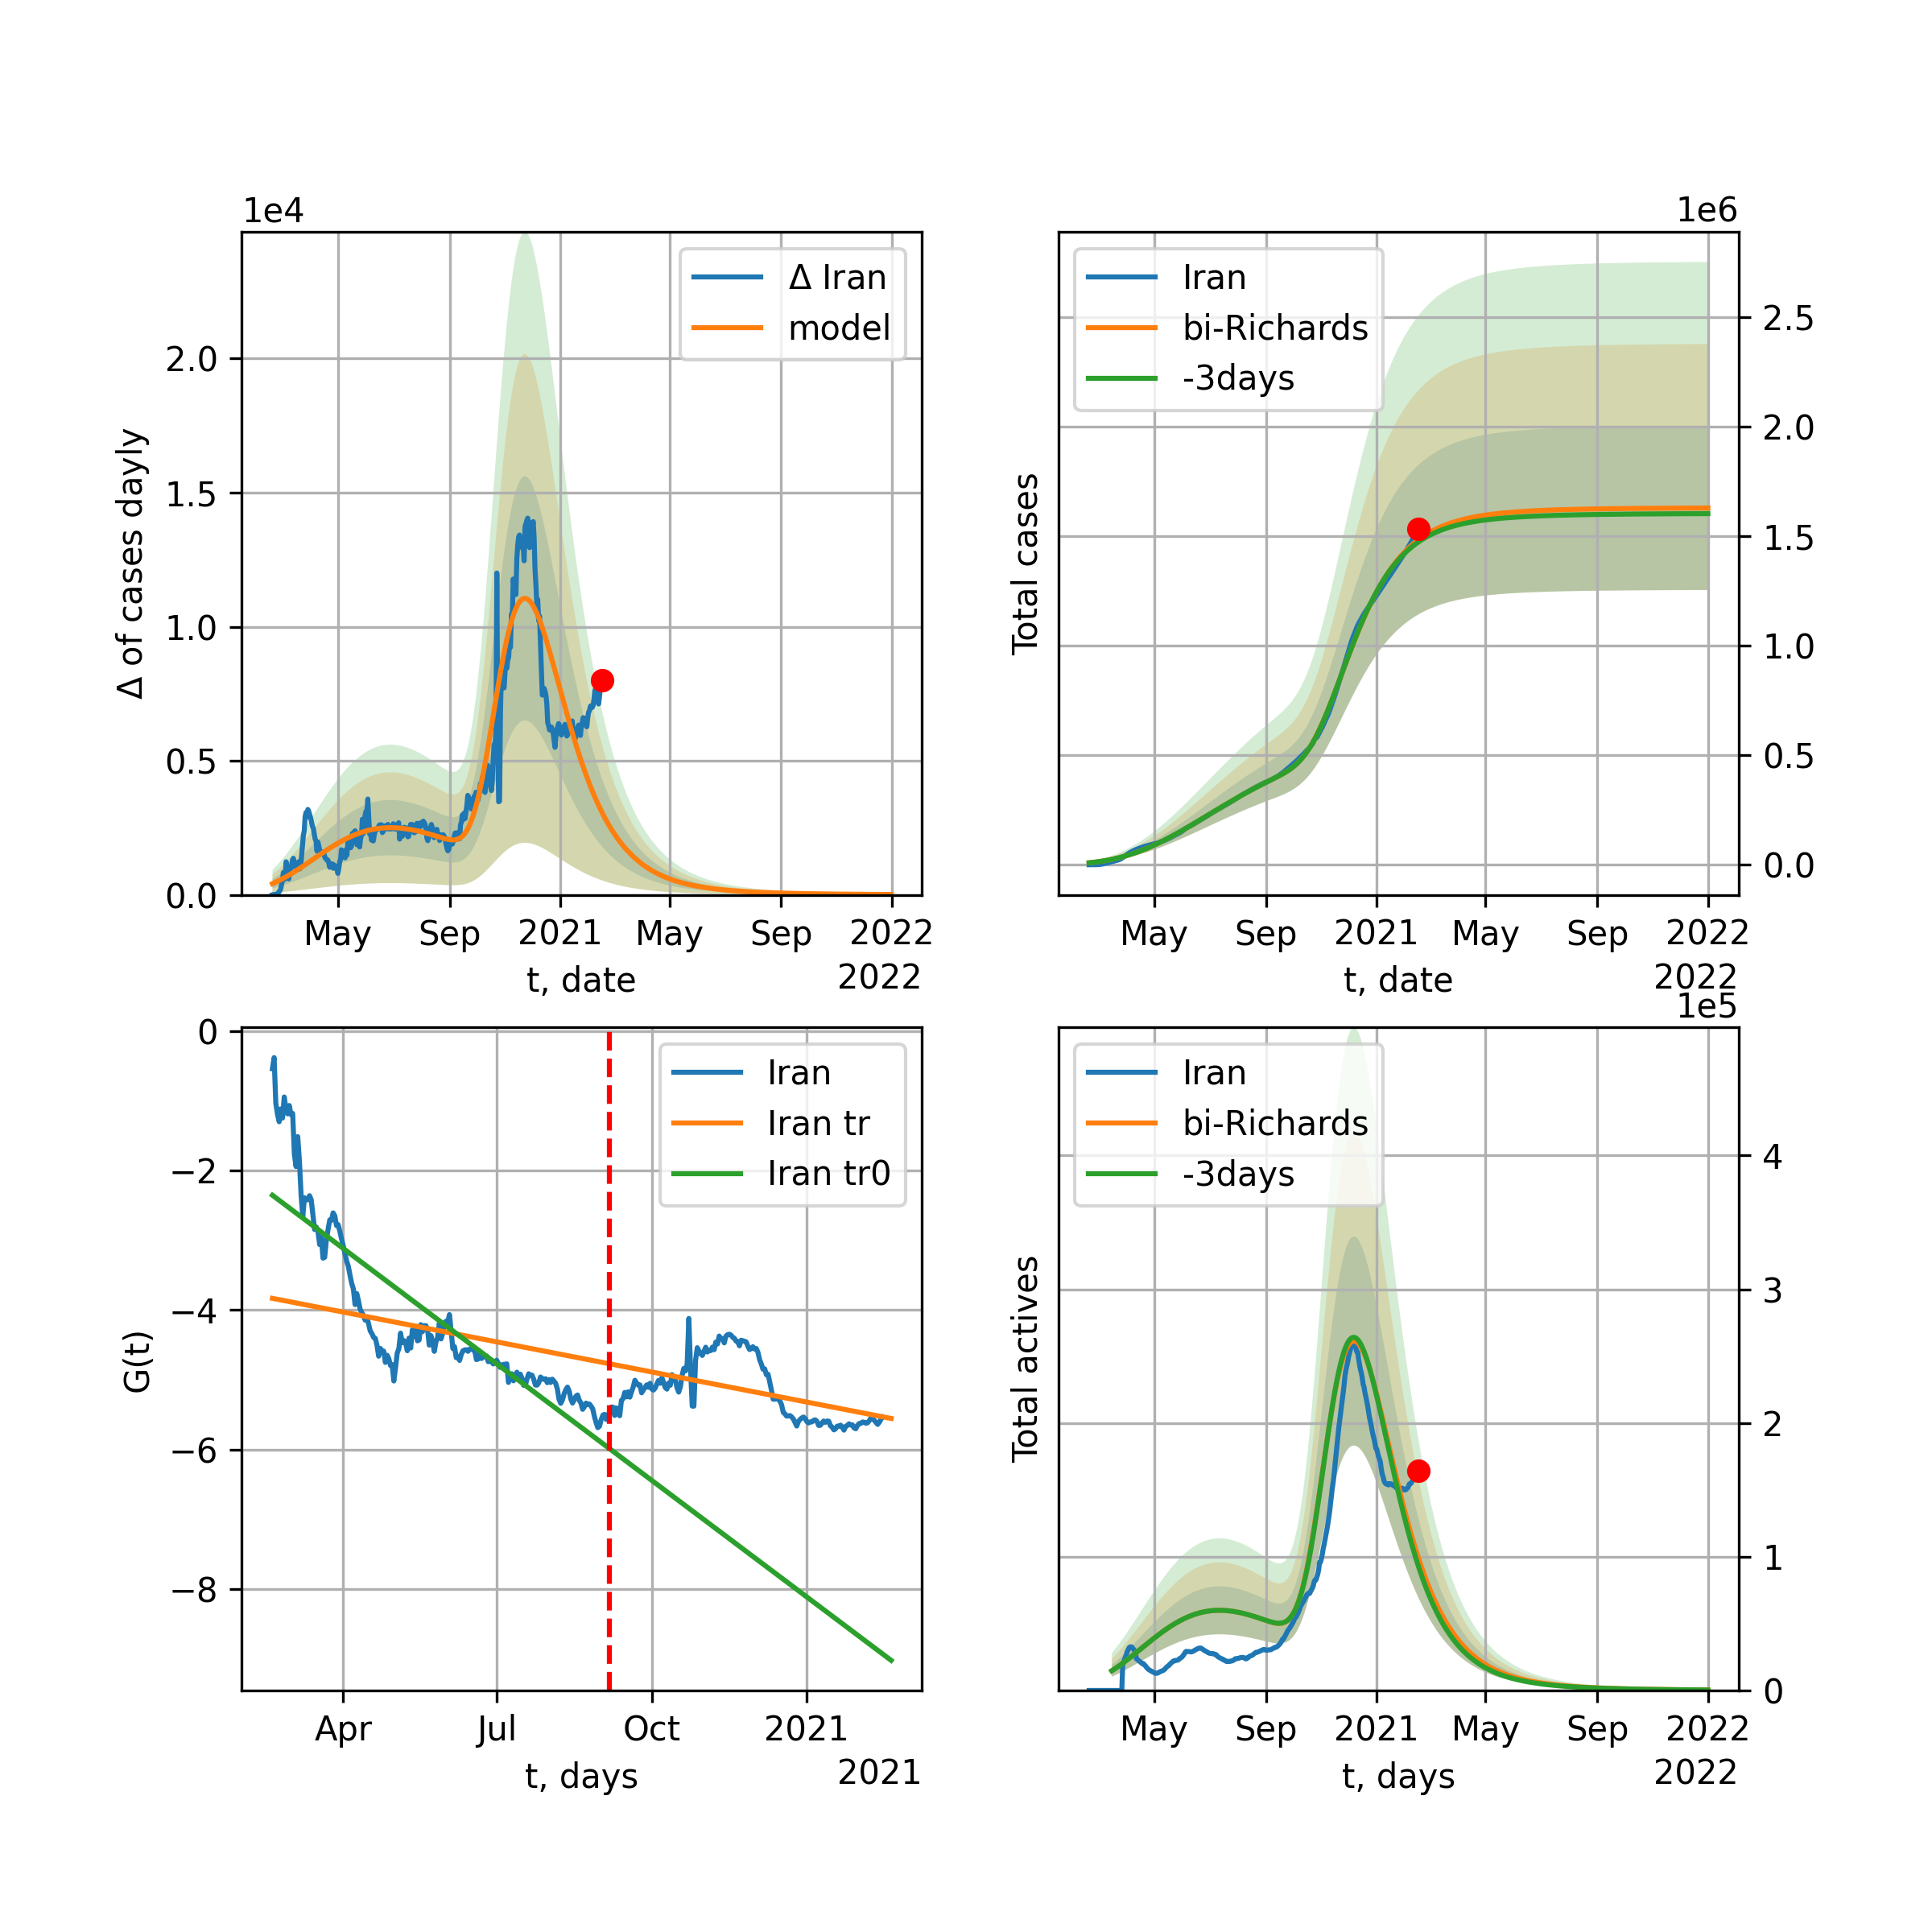 1e4
Δ of cases dayly
2.0
1.5
1.0
0.5
0.0
Δ Iran
model
May Sep 2021 May Sep 2022
t, date
2022
1e6
Total cases
Iran
bi-Richards
-3days
2.5
2.0
1.5
1.0
0.5
0.0
May Sep 2021 May Sep 2022
t, date
2022
G(t)
0
−2
−4
−6
−8
Iran
Iran tr
Iran tr0
Apr Jul Oct 2021
t, days
2021
1e5
Total actives
Iran
bi-Richards
-3days
4
3
2
1
0
May Sep 2021 May Sep 2022
t, days
2022